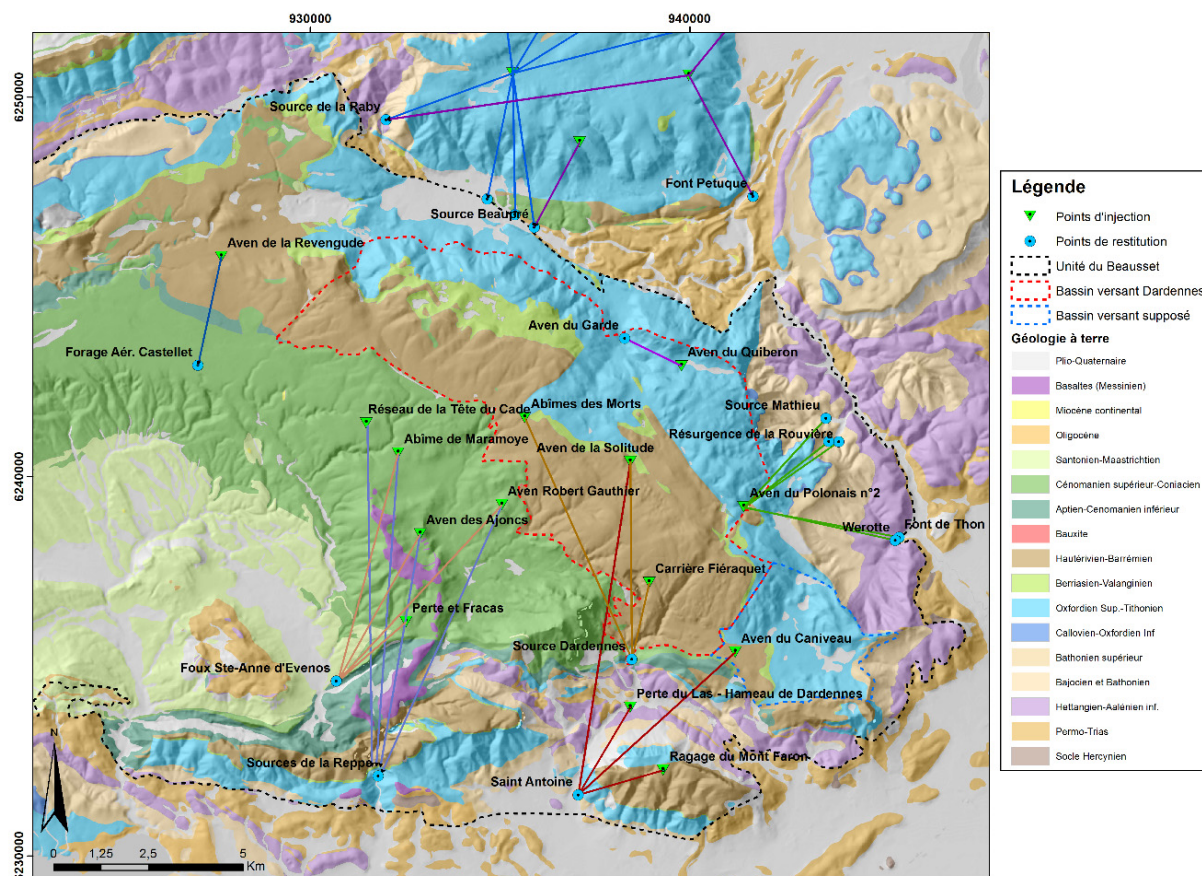 930000
940000
6250000
6240000
6230000
Source de la Raby
Font Petuque
Source Beaupré
Aven de la Revengude
Aven du Garde
Forage Aér. Castellet
Aven du Quiberon
Réseau de la Tête du Cade
Abîmes des Morts
Source Mathieu
Abîme de Maramoye
Résurgence de la Rouvière
Aven de la Solitude
Aven Robert Gauthier
Aven du Polonais n°2
Aven des Ajoncs
Werotte
Font de Thon
Carrière Fiéraquet
Perte et Fracas
Source Dardennes
Aven du Caniveau
Foux Ste-Anne d'Evenos
Perte du Las - Hameau de Dardennes
Sources de la Reppe
Saint Antoine
Ragage du Mont Faron
N
0 1,25 2,5 5
Km
Légende
Points d'injection
Points de restitution
Unité du Beausset
Bassin versant Dardennes
Bassin versant supposé
Géologie à terre
Plio-Quaternaire
Basaltes (Messinien)
Miocène continental
Oligocène
Santonien-Maastrichtien
Cénomanien supérieur-Coniacien
Aptien-Cenomanien inférieur
Bauxite
Hautérivien-Barrémien
Berriasien-Valanginien
Oxfordien Sup.-Tithonien
Callovien-Oxfordien Inf
Bathonien supérieur
Bajocien et Bathonien
Hettangien-Aalénien inf.
Permo-Trias
Socle Hercynien